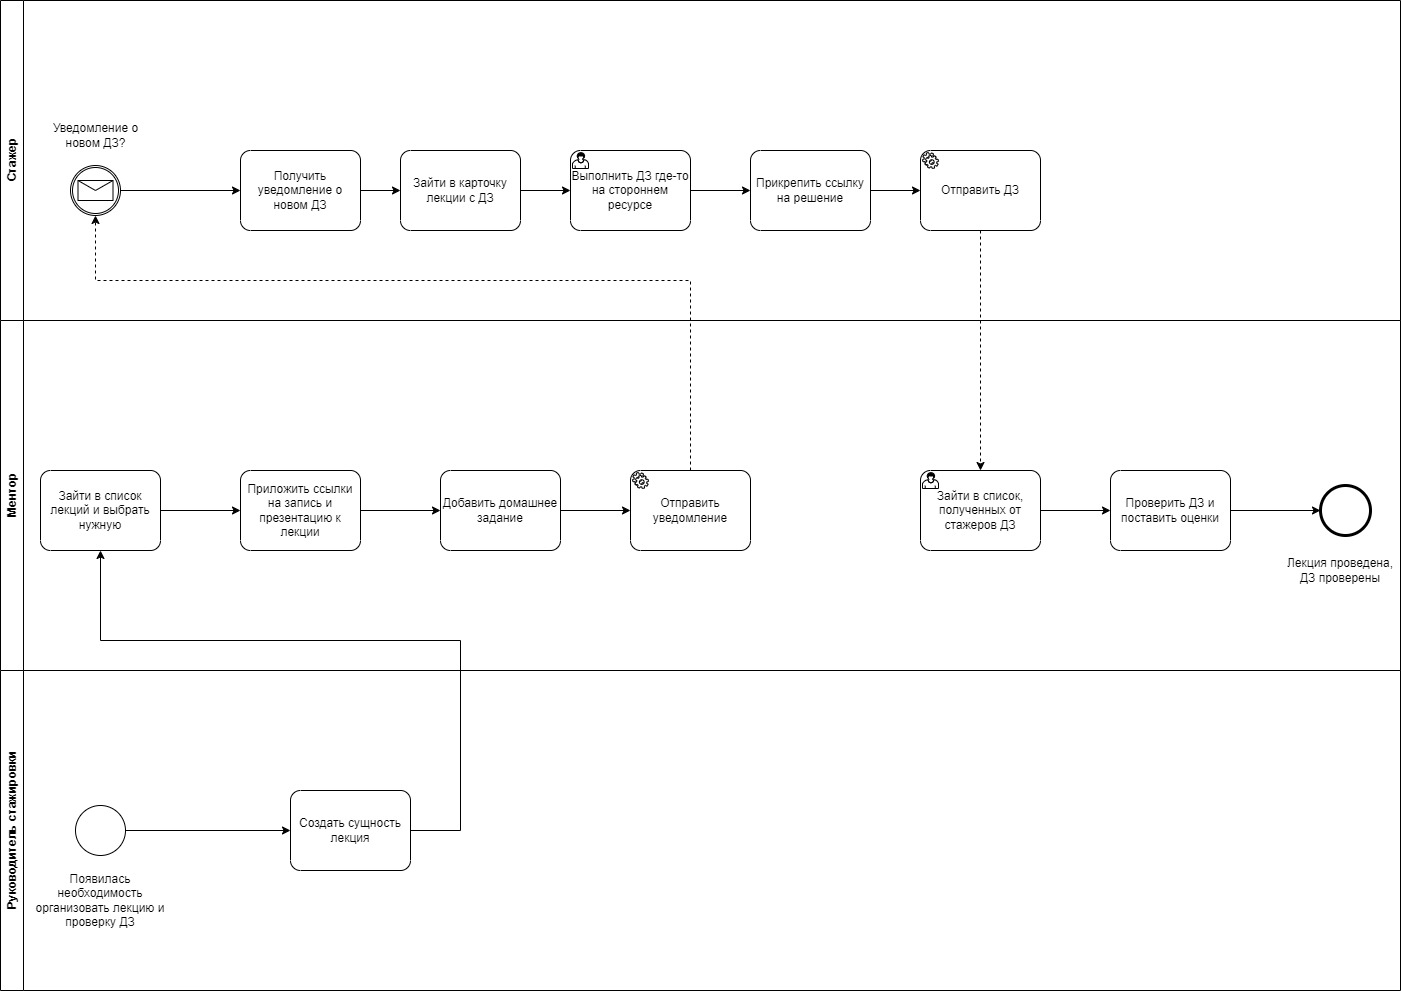 Стажер
Уведомление о
новом ДЗ?
Получить
уведомление о
новом ДЗ
Зайти в карточку
лекции с ДЗ
Выполнить ДЗ где-то
на стороннем
ресурсе
Прикрепить ссылку
на решение
Отправить ДЗ
Ментор
Зайти в список
лекций и выбрать
нужную
Приложить ссылки
на запись и
презентацию к
лекции
Добавить домашнее
задание
Отправить
уведомление
Зайти в список,
полученных от
стажеров ДЗ
Проверить ДЗ и
поставить оценки
Лекция проведена,
ДЗ проверены
Руководитель стажировки
Появилась
необходимость
организовать лекцию и
проверку ДЗ
Создать сущность
лекция